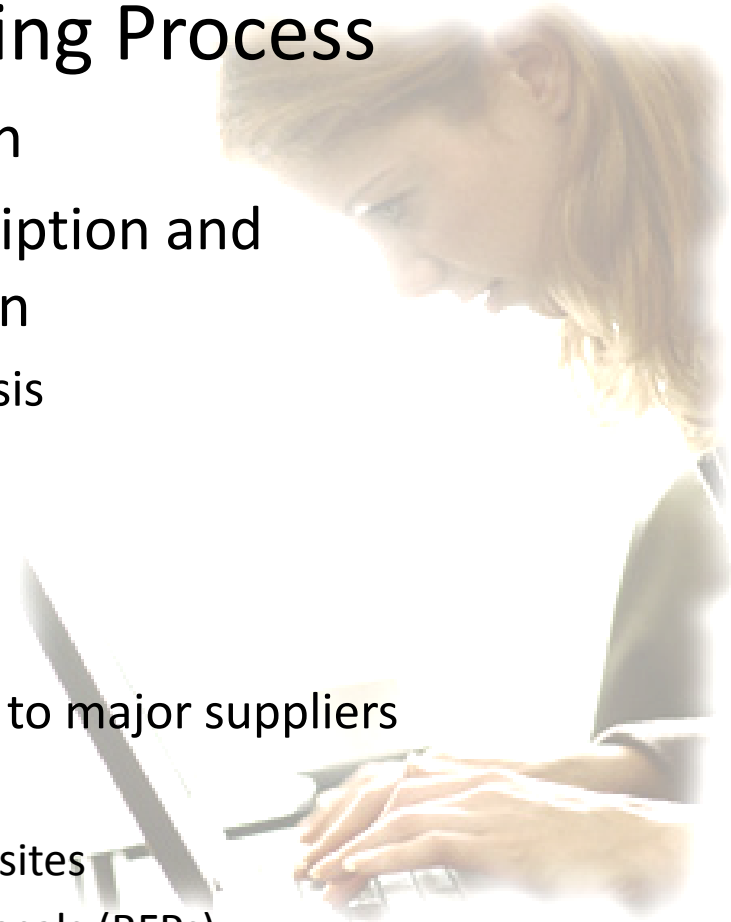 ing Process
n
iption and
n
sis
to major suppliers
sites